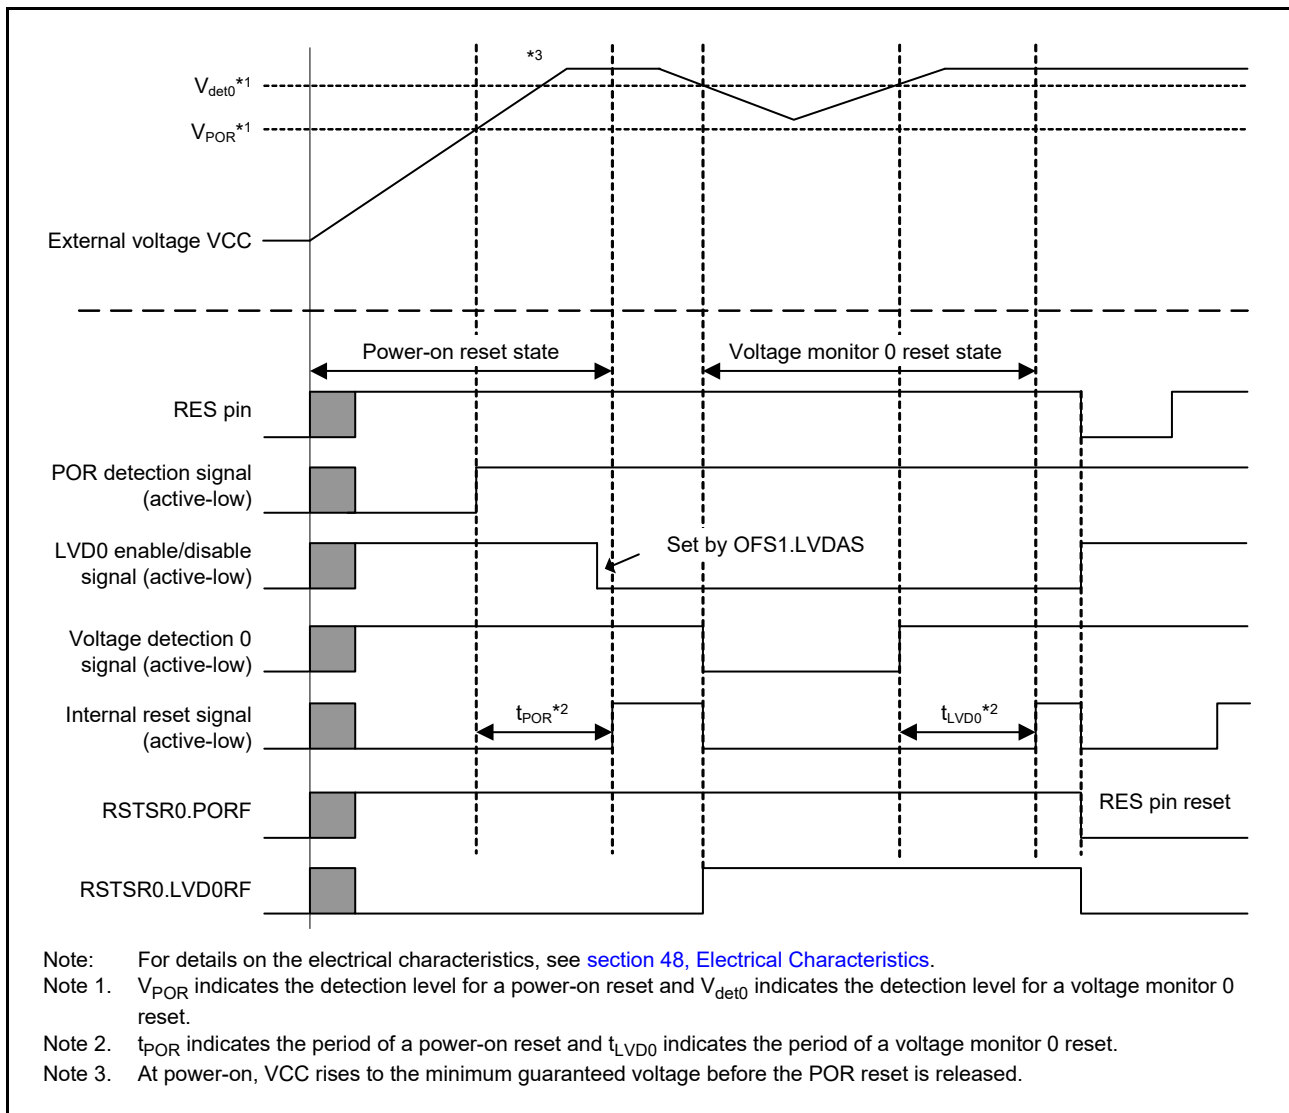 *3
Vdet0*1
VPOR*1
External voltage VCC
Power-on reset state
Voltage monitor 0 reset state
RES pin
POR detection signal
(active-low)
LVD0 enable/disable
signal (active-low)
Set by OFS1.LVDAS
Voltage detection 0
signal (active-low)
Internal reset signal
(active-low)
tPOR*2
tLVD0*2
RSTSR0.PORF
RES pin reset
RSTSR0.LVD0RF
Note: For details on the electrical characteristics, see section 48, Electrical Characteristics.
Note 1. VPOR indicates the detection level for a power-on reset and Vdet0 indicates the detection level for a voltage monitor 0
reset.
Note 2. tPOR indicates the period of a power-on reset and tLVD0 indicates the period of a voltage monitor 0 reset.
Note 3. At power-on, VCC rises to the minimum guaranteed voltage before the POR reset is released.